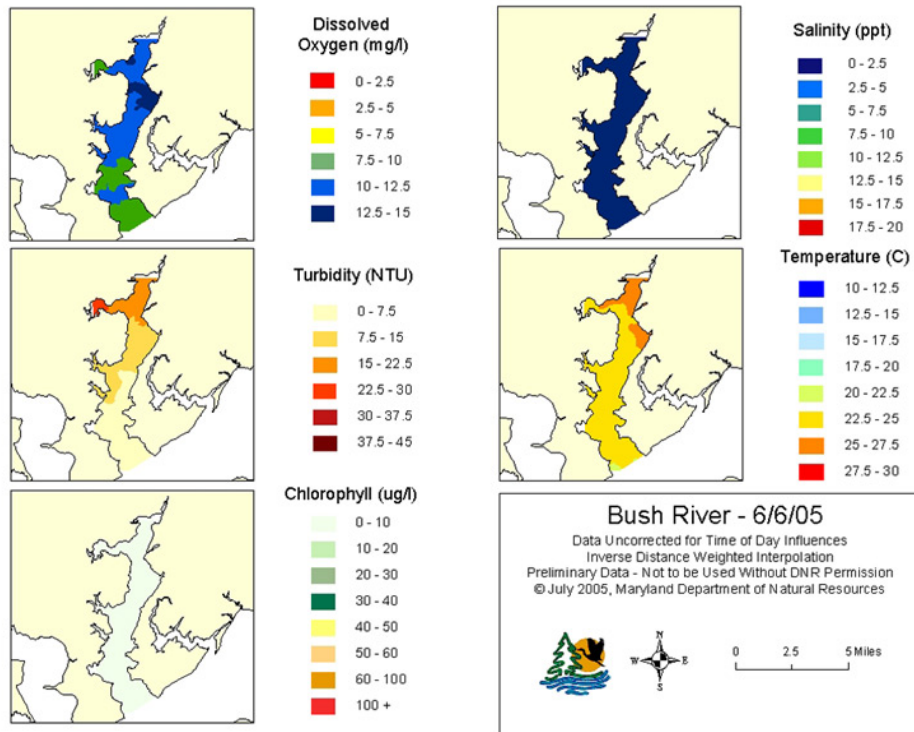 Dissolved
Oxygen (mg/l)
0 - 2.5
2.5 - 5
5 - 7.5
7.5 - 10
10 - 12.5
12.5 - 15
Salinity (ppt)
0 - 2.5
2.5 - 5
5 - 7.5
7.5 - 10
10 - 12.5
12.5 - 15
15 - 17.5
17.5 - 20
Turbidity (NTU)
0 - 7.5
7.5 - 15
15 - 22.5
22.5 - 30
30 - 37.5
37.5 - 45
Temperature (C)
10 - 12.5
12.5 - 15
15 - 17.5
17.5 - 20
20 - 22.5
22.5 - 25
25 - 27.5
27.5 - 30
Chlorophyll (ug/l)
0 - 10
10 - 20
20 - 30
30 - 40
40 - 50
50 - 60
60 - 100
100 +
Bush River - 6/6/05
Data Uncorrected for Time of Day Influences
Inverse Distance Weighted Interpolation
Preliminary Data - Not to be Used Without DNR Permission
© July 2005, Maryland Department of Natural Resources
N
W E
S
0 2.5 5 Miles